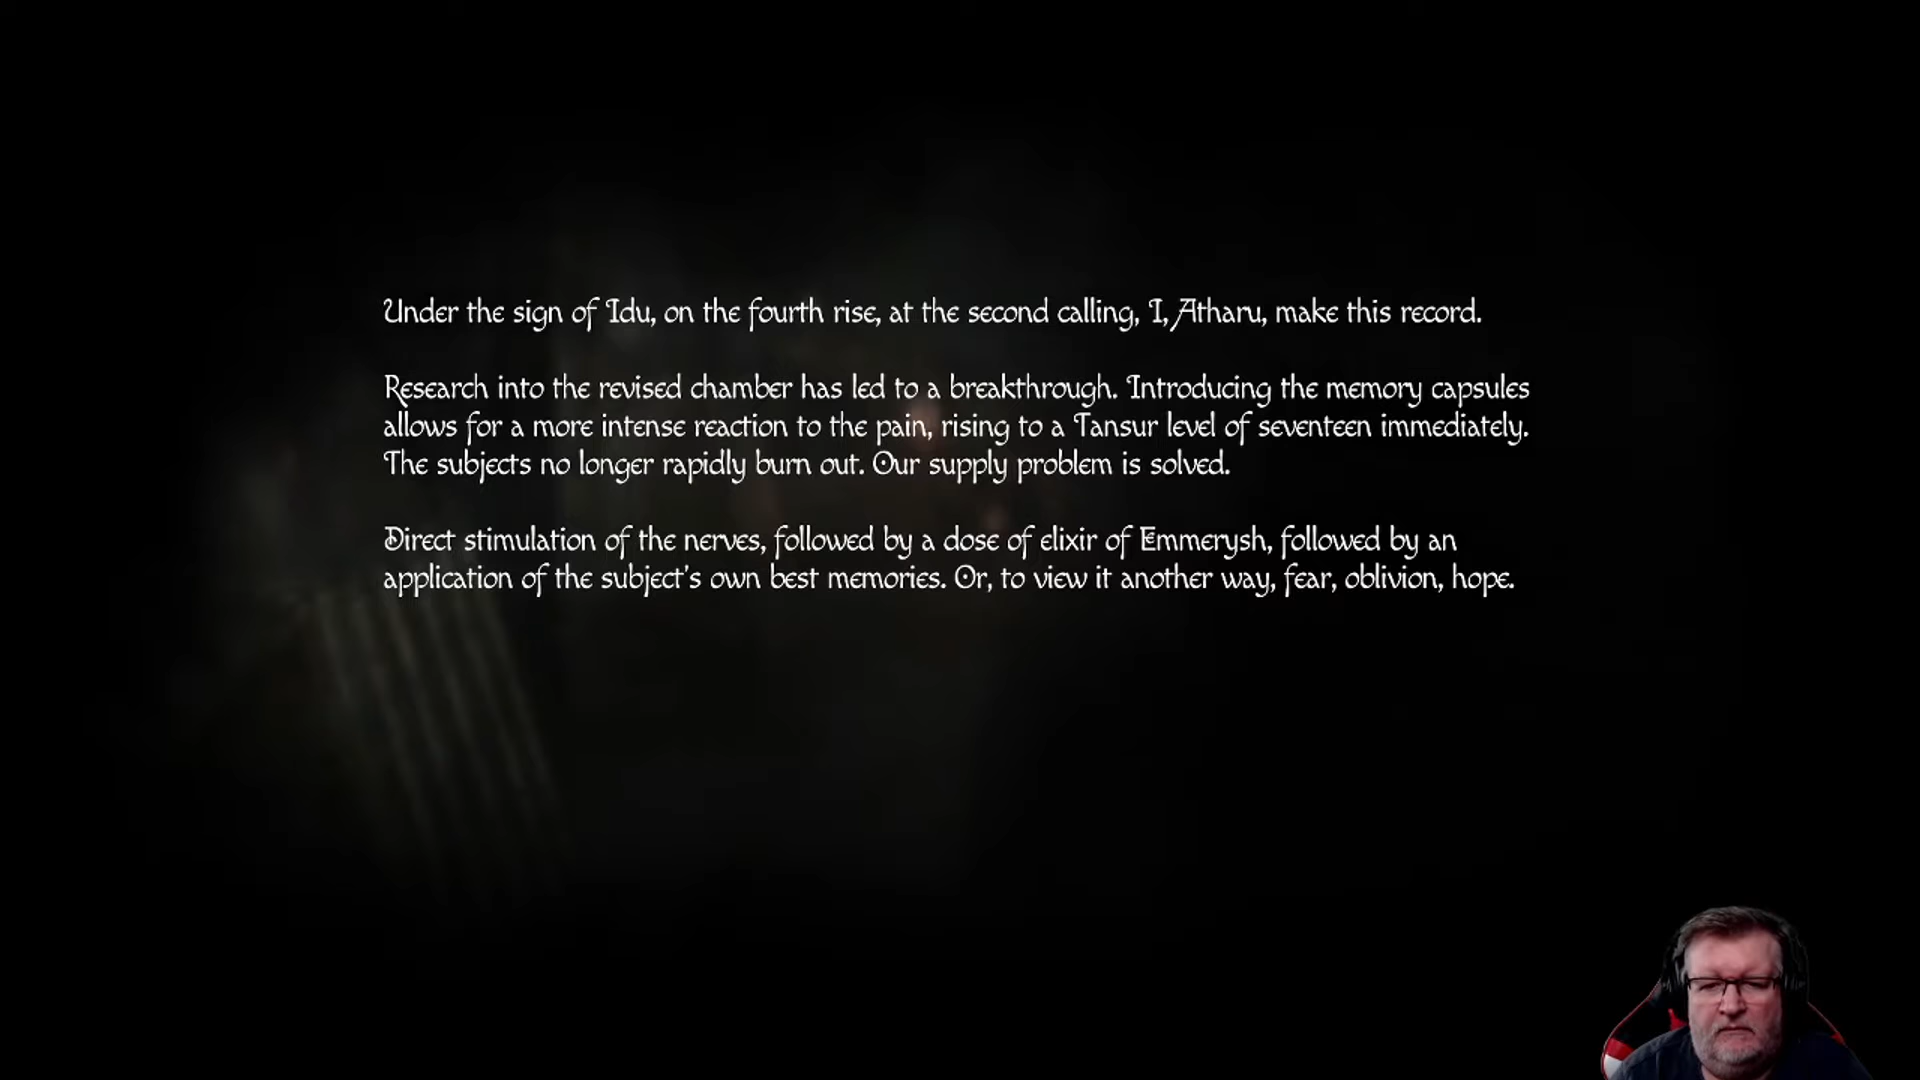 Under the sign of Idu, on the fourth rise, at the second calling, I, Atharu, make this record.
Research into the revised chamber has led to a breakthrough. Introducing the memory capsules
allows for a more intense reaction to the pain, rising to a Tansur level of seventeen immediately.
The subjects no longer rapidly burn out. Our supply problem is solved.
Direct stimulation of the nerves, followed by a dose of elixir of Emmerysh, followed by an
application of the subject's own best memories. Or, to view it another way, fear, oblivion, hope.